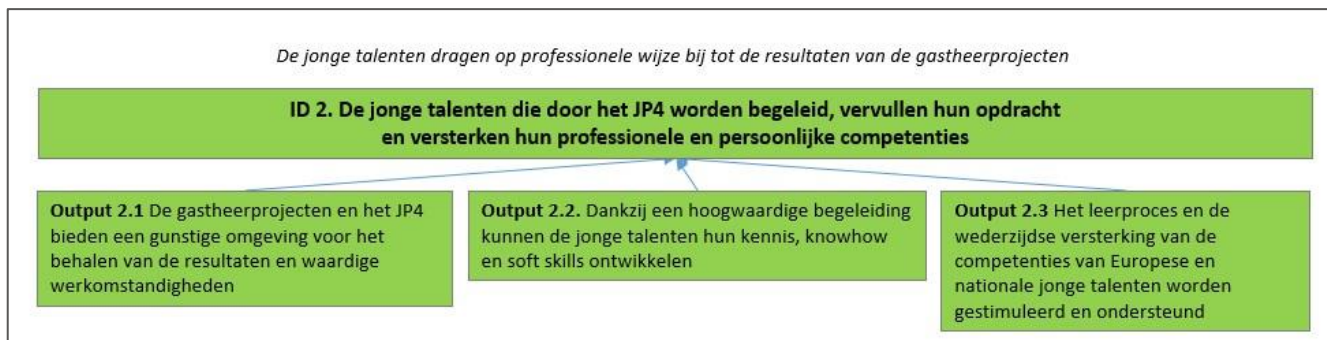 De jonge talenten dragen op professionele wijze bij tot de resultaten van de gastheerprojecten
ID 2. De jonge talenten die door het JP4 worden begeleid, vervullen hun opdracht
en versterken hun professionele en persoonlijke competenties
Output 2.1 De gastheerprojecten en het JP4
bieden een gunstige omgeving voor het
behalen van de resultaten en waardige
werkomstandigheden
Output 2.2. Dankzij een hoogwaardige begeleiding
kunnen de jonge talenten hun kennis, knowhow
en soft skills ontwikkelen
Output 2.3 Het leerproces en de
wederzijdse versterking van de
competenties van Europese en
nationale jonge talenten worden
gestimuleerd en ondersteund